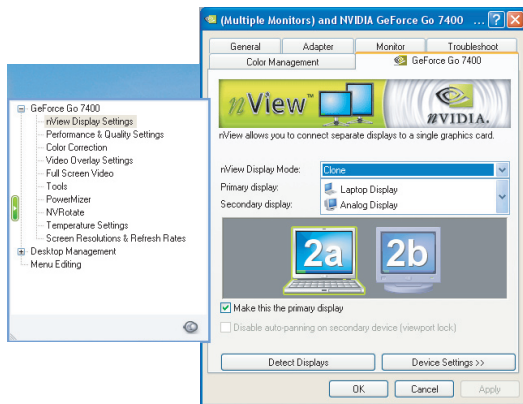 (Multiple Monitors) and NVIDIA GeForce Go 7400 ...
General
Adapter
Monitor
Troubleshoot
Color Management
GeForce Go 7400
nView™
nVIDIA.
nView allows you to connect separate displays to a single graphics card.
nView Display Mode:
Clone
Primary display:
Laptop Display
Secondary display:
Analog Display
2a
2b
Make this the primary display
Disable auto-panning on secondary device (viewport lock)
Detect Displays
Device Settings >>
OK
Cancel
Apply
GeForce Go 7400
nView Display Settings
Performance & Quality Settings
Color Correction
Video Overlay Settings
Full Screen Video
Tools
PowerMizer
NVRotate
Temperature Settings
Screen Resolutions & Refresh Rates
Desktop Management
Menu Editing